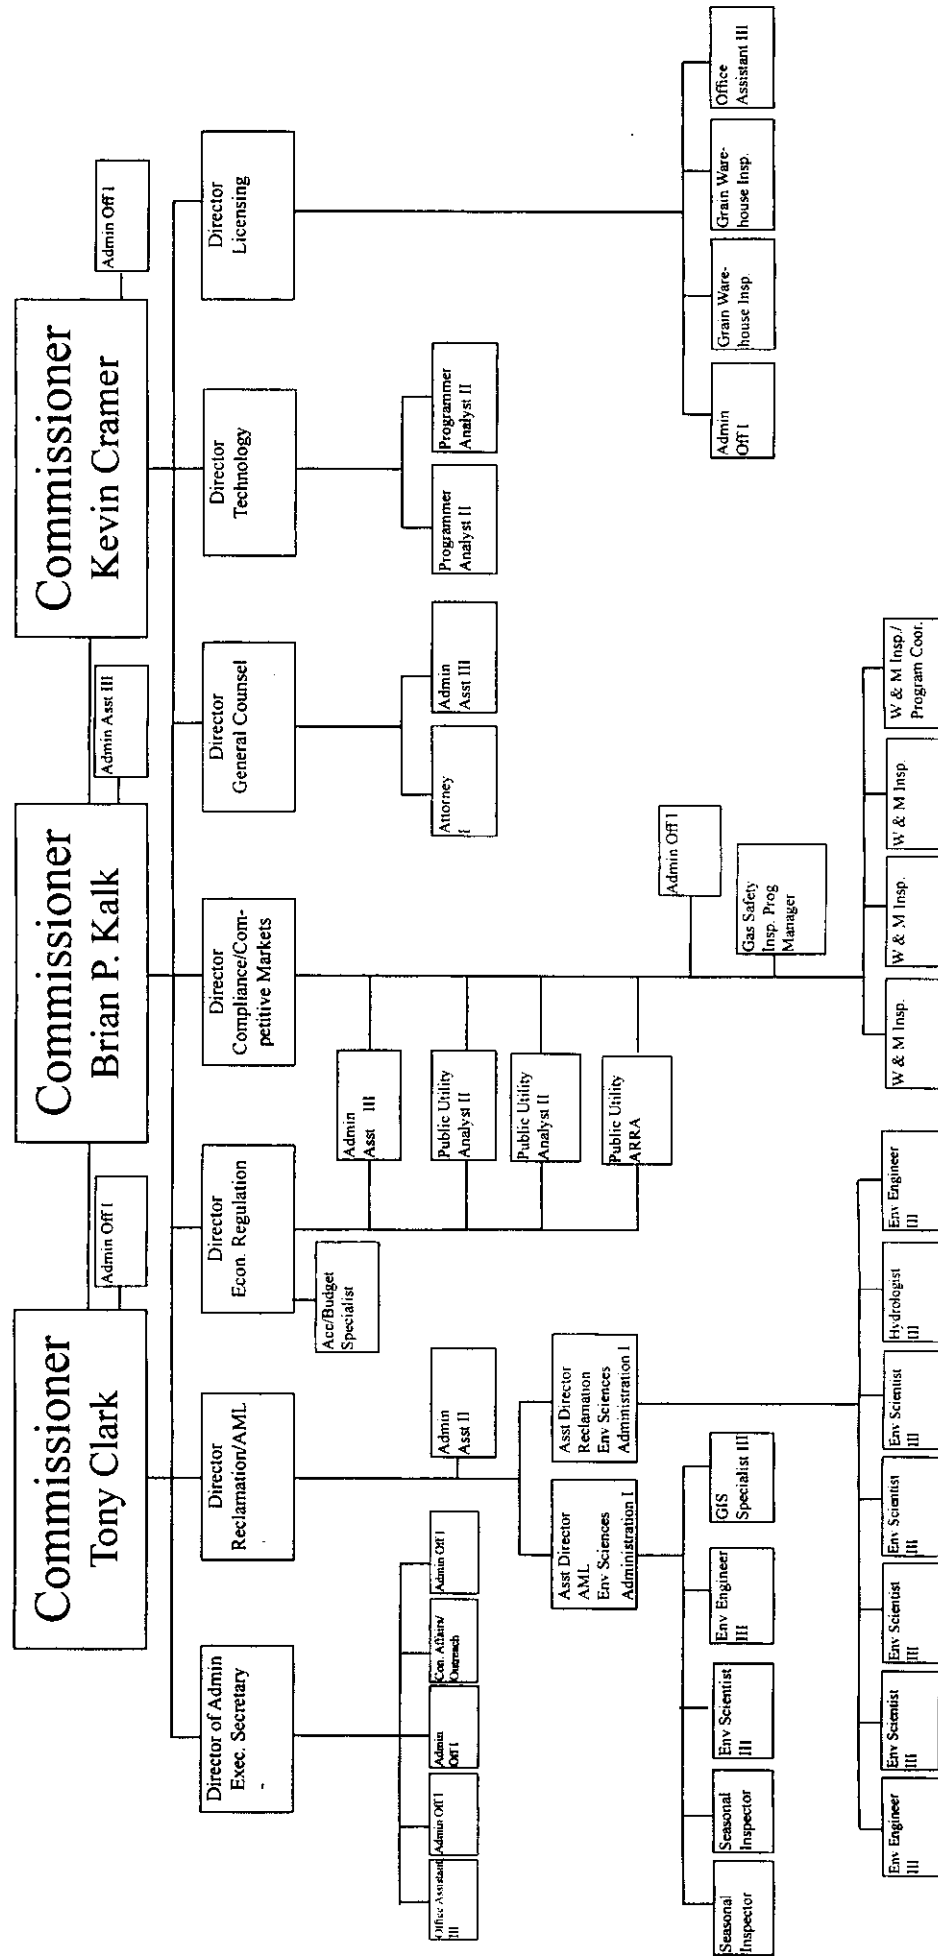 Commissioner
Tony Clark
Admin Off I
Commissioner
Brian P. Kalk
Admin Asst III
Commissioner
Kevin Cramer
Admin Off I
Director of Admin
Exec. Secretary
Director
Reclamation/AML
Director
Econ. Regulation
Director
Compliance/Com-
petitive Markets
Director
General Counsel
Director
Technology
Director
Licensing
Office Assistant
III
Admin Off I
Admin
Off I
Con. Affairs/
Outreach
Admin Off I
Admin
Asst II
Acc/Budget
Specialist
Admin
Asst III
Public Utility
Analyst II
Public Utility
Analyst II
Public Utility
ARRA
Attorney
I
Admin
Asst III
Programmer
Analyst II
Programmer
Analyst II
Asst Director
AML
Env Sciences
Administration I
Asst Director
Reclamation
Env Sciences
Administration I
Admin Off I
Gas Safety
Insp. Prog
Manager
Seasonal
Inspector
Seasonal
Inspector
Env Scientist
III
Env Engineer
III
GIS
Specialist III
Admin
Off I
Grain Ware-
house Insp.
Grain Ware-
house Insp.
Office
Assistant III
Env Engineer
III
Env Scientist
III
Env Scientist
III
Env Scientist
III
Env Scientist
III
Hydrologist
III
Env Engineer
III
W & M Insp.
W & M Insp.
W & M Insp.
W & M Insp./
Program Coor.